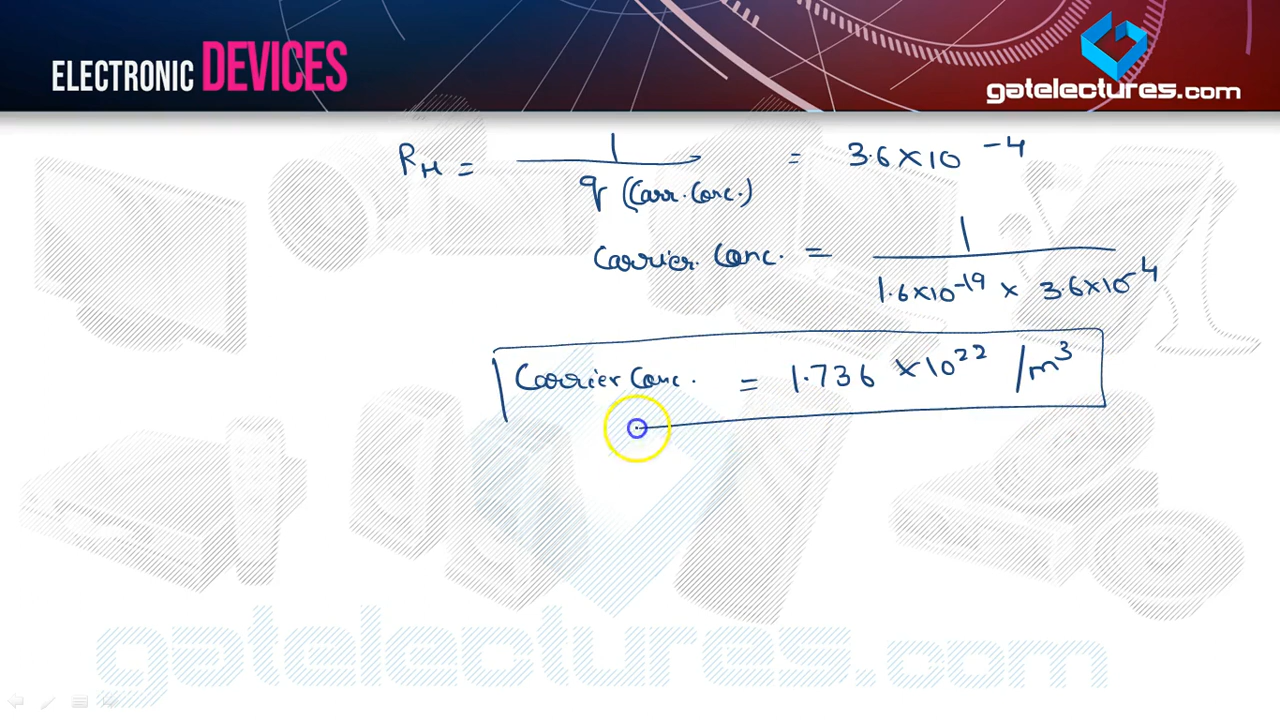 ELECTRONIC DEVICES
gatelectures.com
R_H = 1 / q (Carr. Conc.) = 3.6×10^-4
Carrier. Conc. = 1 / 1.6×10^-19 × 3.6×10^-4
Carrier Conc. = 1.736 ×10^22 /m^3
gatelectures.com